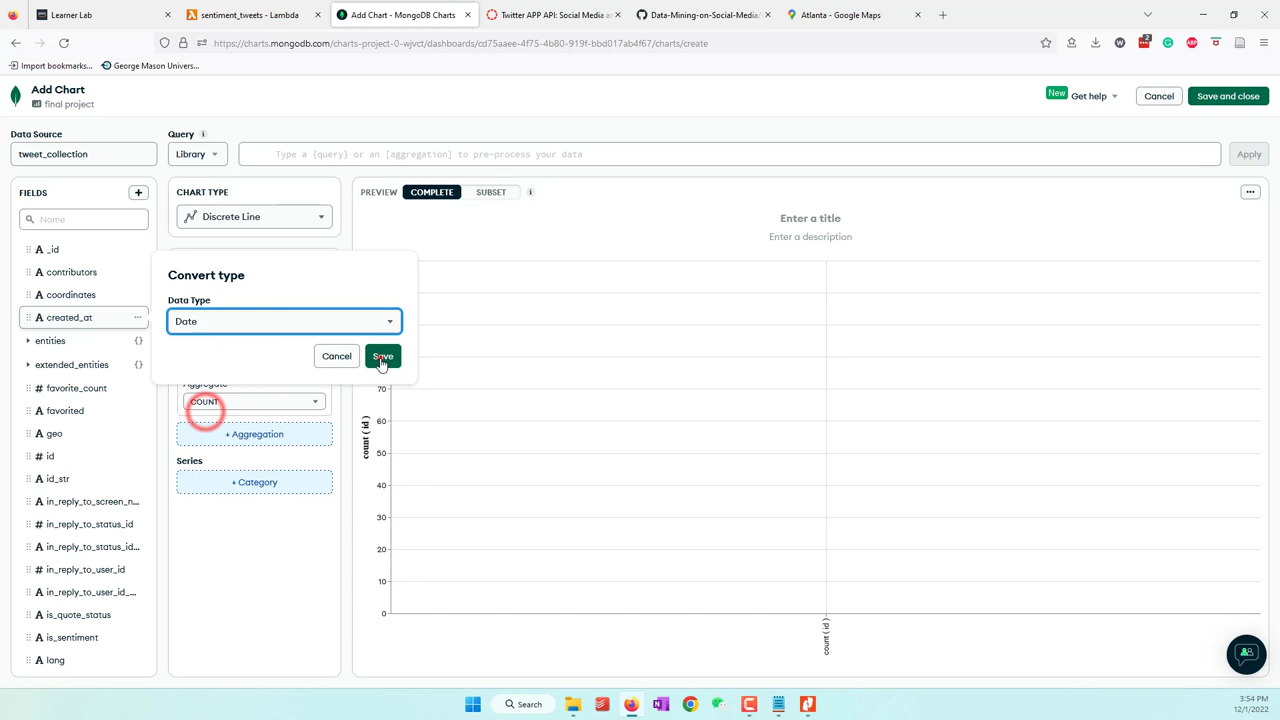 Learner Lab
sentiment_tweets - Lambda
Add Chart - MongoDB Charts
Twitter APP API: Social Media an
Data-Mining-on-Social-Media/
Atlanta - Google Maps
https://charts.mongodb.com/charts-project-0-wjvct/dashboards/cd75aaee-4f75-4b80-919f-bbd017ab4f67/charts/create
Import bookmarks...
George Mason Univers...
Add Chart
final project
New
Get help
Cancel
Save and close
Data Source
Query
tweet_collection
Library
Type a {query} or an [aggregation] to pre-process your data
Apply
FIELDS
CHART TYPE
PREVIEW
COMPLETE
SUBSET
Name
Discrete Line
Enter a title
Enter a description
_id
contributors
coordinates
created_at
entities
extended_entities
favorite_count
favorited
geo
id
id_str
in_reply_to_screen_n...
in_reply_to_status_id
in_reply_to_status_id...
in_reply_to_user_id
in_reply_to_user_id_...
is_quote_status
is_sentiment
lang
Convert type
Data Type
Date
Cancel
Save
Aggregate
COUNT
+ Aggregation
Series
+ Category
70
60
50
40
30
20
10
0
count ( id )
count ( id )
Search
3:54 PM
12/1/2022